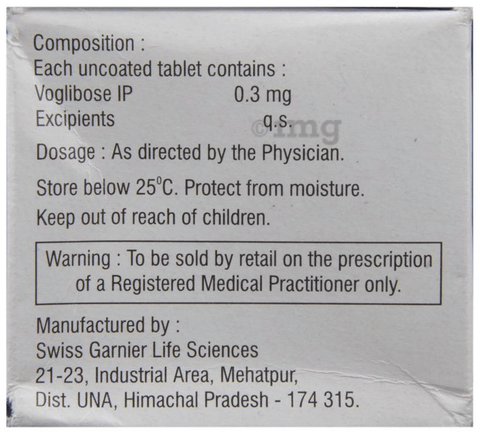 Composition :
Each uncoated tablet contains :
Voglibose IP 0.3 mg
Excipients q.s.
1mg
Dosage : As directed by the Physician.
Store below 25⁰C. Protect from moisture.
Keep out of reach of children.
Warning : To be sold by retail on the prescription
of a Registered Medical Practitioner only.
Manufactured by :
Swiss Garnier Life Sciences
21-23, Industrial Area, Mehatpur,
Dist. UNA, Himachal Pradesh - 174 315.